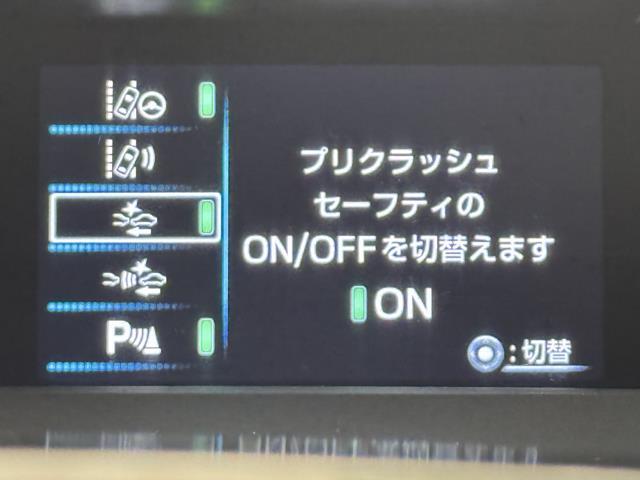 プリクラッシュ
セーフティの
ON/OFFを切替えます
ON
:切替
P